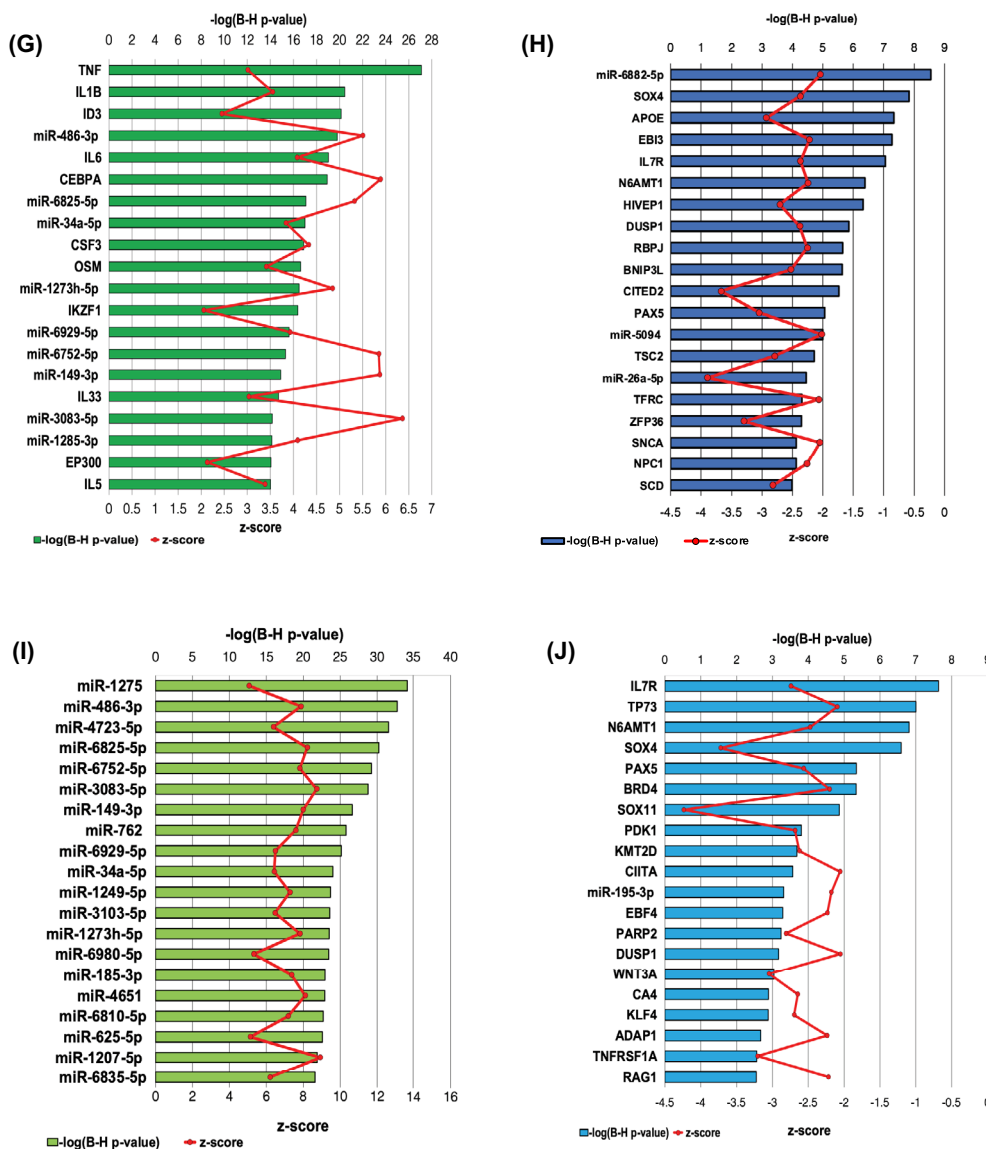 (G)
-log(B-H p-value)
0 2 4 6 8 10 12 14 16 18 20 22 24 26 28
TNF
IL1B
ID3
miR-486-3p
IL6
CEBPA
miR-6825-5p
miR-34a-5p
CSF3
OSM
miR-1273h-5p
IKZF1
miR-6929-5p
miR-6752-5p
miR-149-3p
IL33
miR-3083-5p
miR-1285-3p
EP300
IL5
0 0.5 1 1.5 2 2.5 3 3.5 4 4.5 5 5.5 6 6.5 7
z-score
-log(B-H p-value) z-score
(H)
-log(B-H p-value)
0 1 2 3 4 5 6 7 8 9
miR-6882-5p
SOX4
APOE
EBI3
IL7R
N6AMT1
HIVEP1
DUSP1
RBPJ
BNIP3L
CITED2
PAX5
miR-5094
TSC2
miR-26a-5p
TFRC
ZFP36
SNCA
NPC1
SCD
-4.5 -4 -3.5 -3 -2.5 -2 -1.5 -1 -0.5 0
-log(B-H p-value) z-score
z-score
(I)
-log(B-H p-value)
0 5 10 15 20 25 30 35 40
miR-1275
miR-486-3p
miR-4723-5p
miR-6825-5p
miR-6752-5p
miR-3083-5p
miR-149-3p
miR-762
miR-6929-5p
miR-34a-5p
miR-1249-5p
miR-3103-5p
miR-1273h-5p
miR-6980-5p
miR-185-3p
miR-4651
miR-6810-5p
miR-625-5p
miR-1207-5p
miR-6835-5p
0 2 4 6 8 10 12 14 16
z-score
-log(B-H p-value) z-score
(J)
-log(B-H p-value)
0 1 2 3 4 5 6 7 8 9
IL7R
TP73
N6AMT1
SOX4
PAX5
BRD4
SOX11
PDK1
KMT2D
CIITA
miR-195-3p
EBF4
PARP2
DUSP1
WNT3A
CA4
KLF4
ADAP1
TNFRSF1A
RAG1
-4.5 -4 -3.5 -3 -2.5 -2 -1.5 -1 -0.5 0
-log(B-H p-value) z-score
z-score